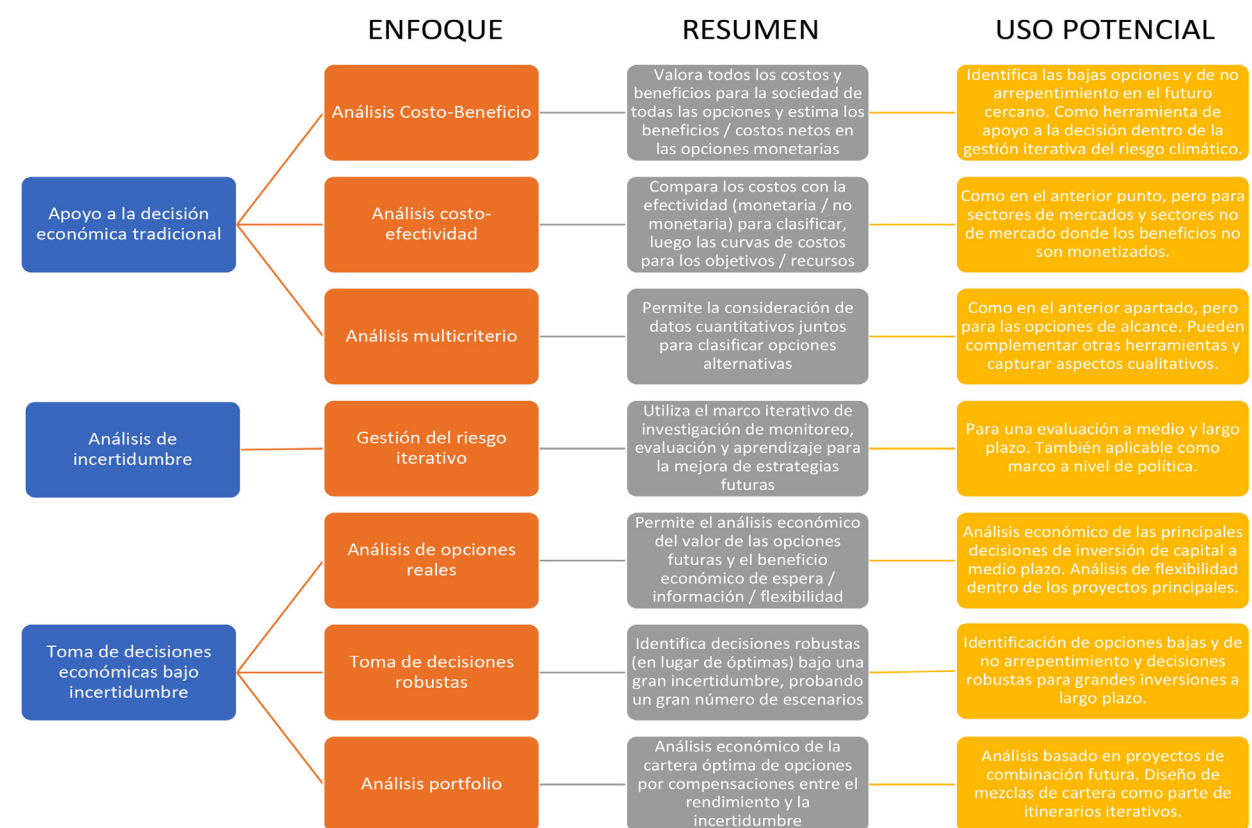 ENFOQUE
RESUMEN
USO POTENCIAL
Apoyo a la decisión
económica tradicional
Análisis Costo-Beneficio
Valora todos los costos y
beneficios para la sociedad de
todas las opciones y estima los
beneficios / costos netos en
las opciones monetarias
Identifica las bajas opciones y de no
arrepentimiento en el futuro
cercano. Como herramienta de
apoyo a la decisión dentro de la
gestión iterativa del riesgo climático.
Análisis costo-
efectividad
Compara los costos con la
efectividad (monetaria / no
monetaria) para clasificar,
luego las curvas de costos
para los objetivos / recursos
Como en el anterior punto, pero para
sectores de mercados y sectores no
de mercado donde los beneficios no
son monetizados.
Análisis multicriterio
Permite la consideración de
datos cuantitativos juntos
para clasificar opciones
alternativas
Como en el anterior apartado, pero
para las opciones de alcance. Pueden
complementar otras herramientas y
capturar aspectos cualitativos.
Análisis de
incertidumbre
Gestión del riesgo
iterativo
Utiliza el marco iterativo de
investigación de monitoreo,
evaluación y aprendizaje para
la mejora de estrategias
futuras
Para una evaluación a medio y largo
plazo. También aplicable como
marco a nivel de política.
Toma de decisiones
económicas bajo
incertidumbre
Análisis de opciones
reales
Permite el análisis económico
del valor de las opciones
futuras y el beneficio
económico de espera /
información / flexibilidad
Análisis económico de las principales
decisiones de inversión de capital a
medio plazo. Análisis de flexibilidad
dentro de los proyectos principales.
Toma de decisiones
robustas
Identifica decisiones robustas
(en lugar de óptimas) bajo una
gran incertidumbre, probando
un gran número de escenarios
Identificación de opciones bajas y de
no arrepentimiento y decisiones
robustas para grandes inversiones a
largo plazo.
Análisis portfolio
Análisis económico de la
cartera óptima de opciones
por compensaciones entre el
rendimiento y la
incertidumbre
Análisis basado en proyectos de
combinación futura. Diseño de
mezclas de cartera como parte de
itinerarios iterativos.